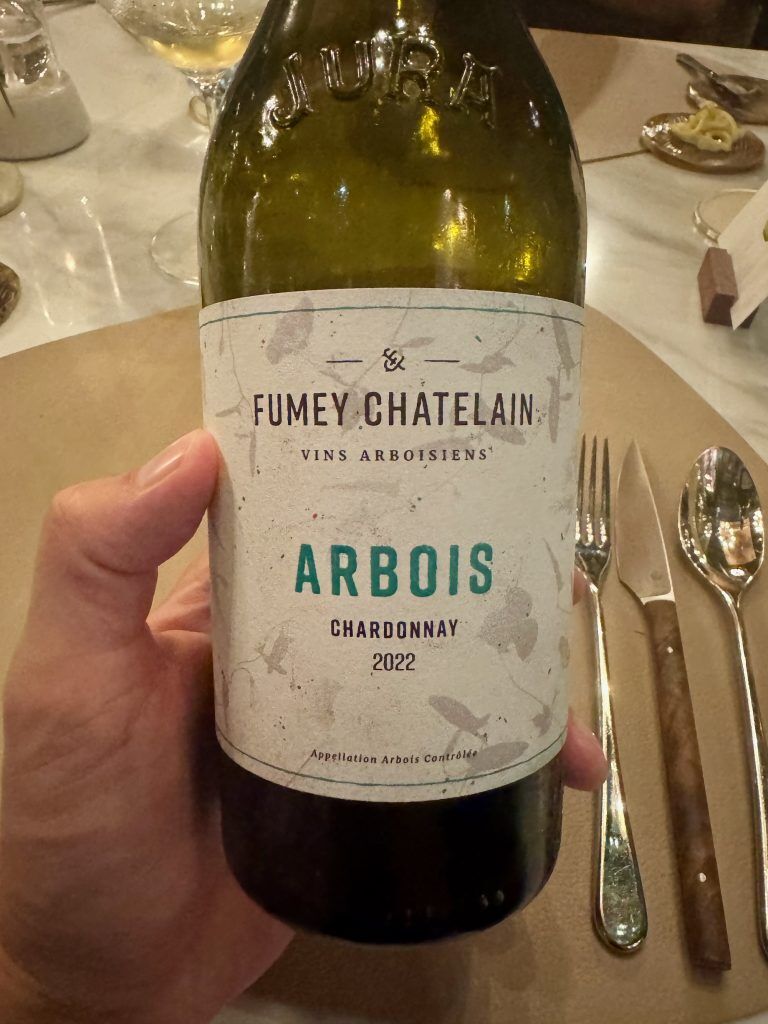 JURA
&
FUMEY CHATELAIN
VINS ARBOISIENS
ARBOIS
CHARDONNAY
2022
Appellation Arbois Contrôlée